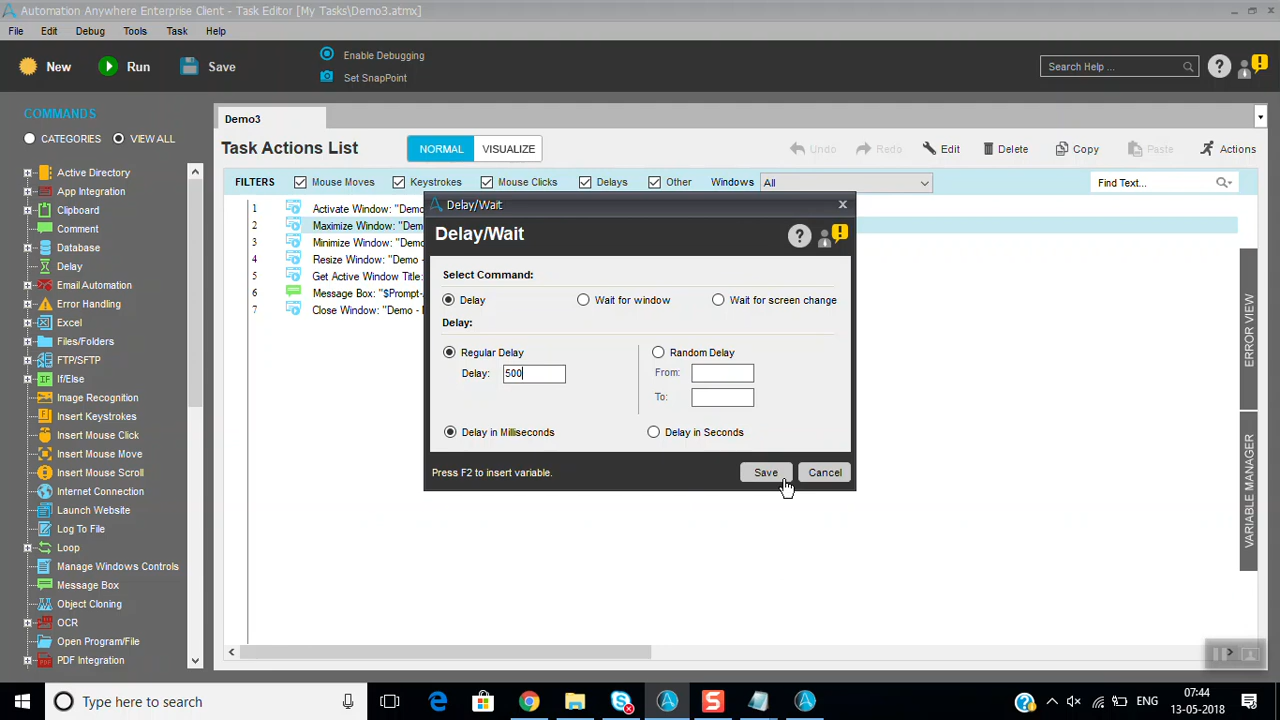 Automation Anywhere Enterprise Client - Task Editor [My Tasks\Demo3.atmx]
File Edit Debug Tools Task Help
New Run Save
Enable Debugging
Set SnapPoint
Search Help ...
COMMANDS
CATEGORIES VIEW ALL
Active Directory
App Integration
Clipboard
Comment
Database
Delay
Email Automation
Error Handling
Excel
Files/Folders
FTP/SFTP
If/Else
Image Recognition
Insert Keystrokes
Insert Mouse Click
Insert Mouse Move
Insert Mouse Scroll
Internet Connection
Launch Website
Log To File
Loop
Manage Windows Controls
Message Box
Object Cloning
OCR
Open Program/File
PDF Integration
Demo3
Task Actions List NORMAL VISUALIZE Undo Redo Edit Delete Copy Paste Actions
FILTERS Mouse Moves Keystrokes Mouse Clicks Delays Other Windows All Find Text...
1 Activate Window: "Demo
2 Maximize Window: "Dem
3 Minimize Window: "Dem
4 Resize Window: "Demo -
5 Get Active Window Title:
6 Message Box: "$Prompt-
7 Close Window: "Demo -
Delay/Wait
Delay/Wait
Select Command:
Delay Wait for window Wait for screen change
Delay:
Regular Delay Random Delay
Delay: 500 From:
To:
Delay in Milliseconds Delay in Seconds
Press F2 to insert variable. Save Cancel
ERROR VIEW
VARIABLE MANAGER
Type here to search
ENG
07:44
13-05-2018